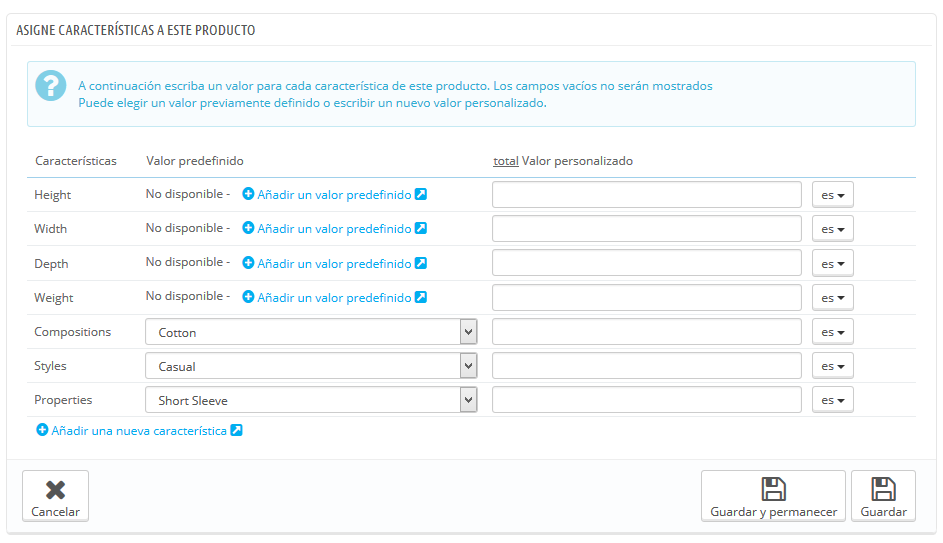 ASIGNE CARACTERÍSTICAS A ESTE PRODUCTO
?
A continuación escriba un valor para cada característica de este producto. Los campos vacíos no serán mostrados
Puede elegir un valor previamente definido o escribir un nuevo valor personalizado.
Características Valor predefinido total Valor personalizado
Height No disponible - Añadir un valor predefinido es
Width No disponible - Añadir un valor predefinido es
Depth No disponible - Añadir un valor predefinido es
Weight No disponible - Añadir un valor predefinido es
Compositions Cotton es
Styles Casual es
Properties Short Sleeve es
Añadir una nueva característica
Cancelar Guardar y permanecer Guardar